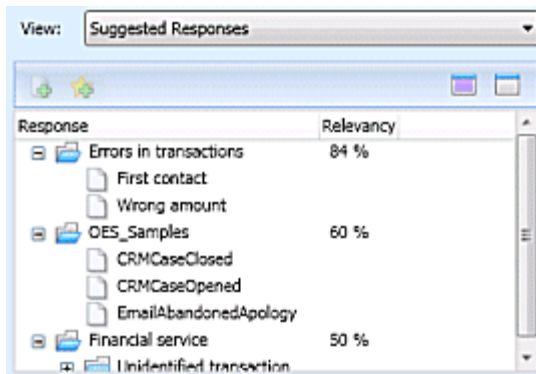 View: Suggested Responses
Response Relevancy
Errors in transactions 84 %
First contact
Wrong amount
OES_Samples 60 %
CRMCaseClosed
CRMCaseOpened
EmailAbandonedApology
Financial service 50 %
Unidentified transaction